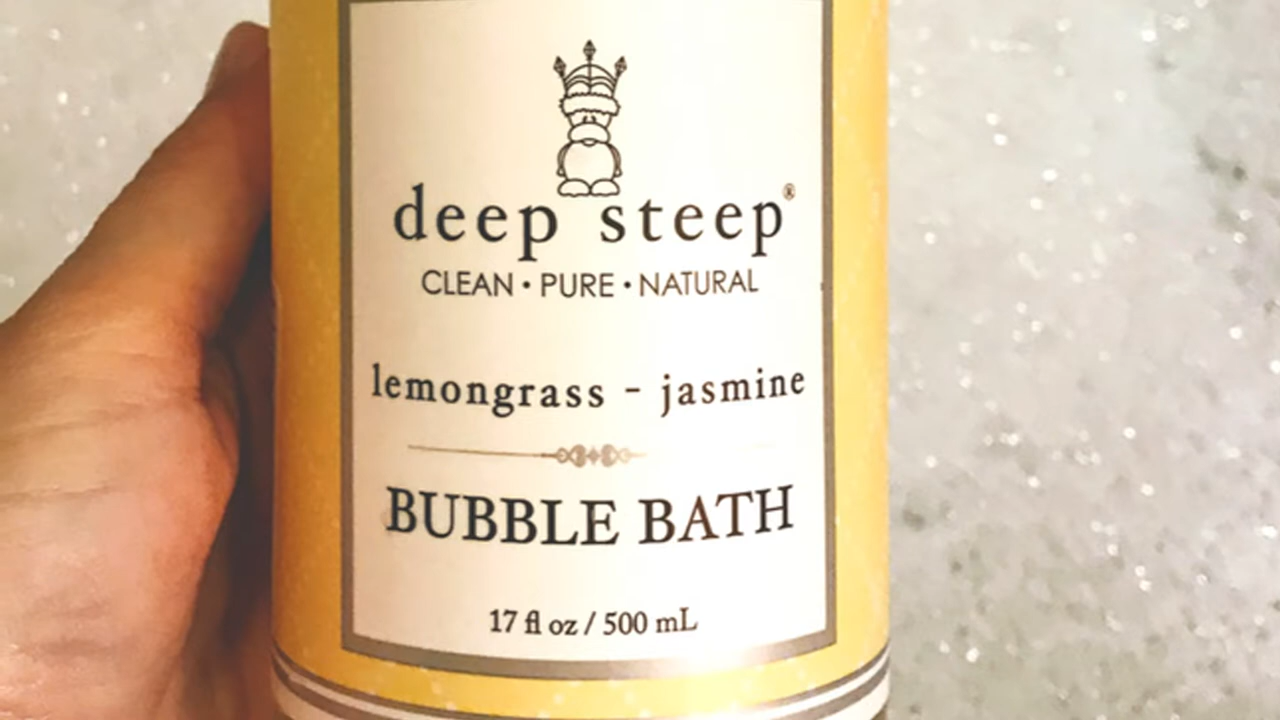 deep steep®
CLEAN • PURE • NATURAL
lemongrass - jasmine
BUBBLE BATH
17 fl oz / 500 mL